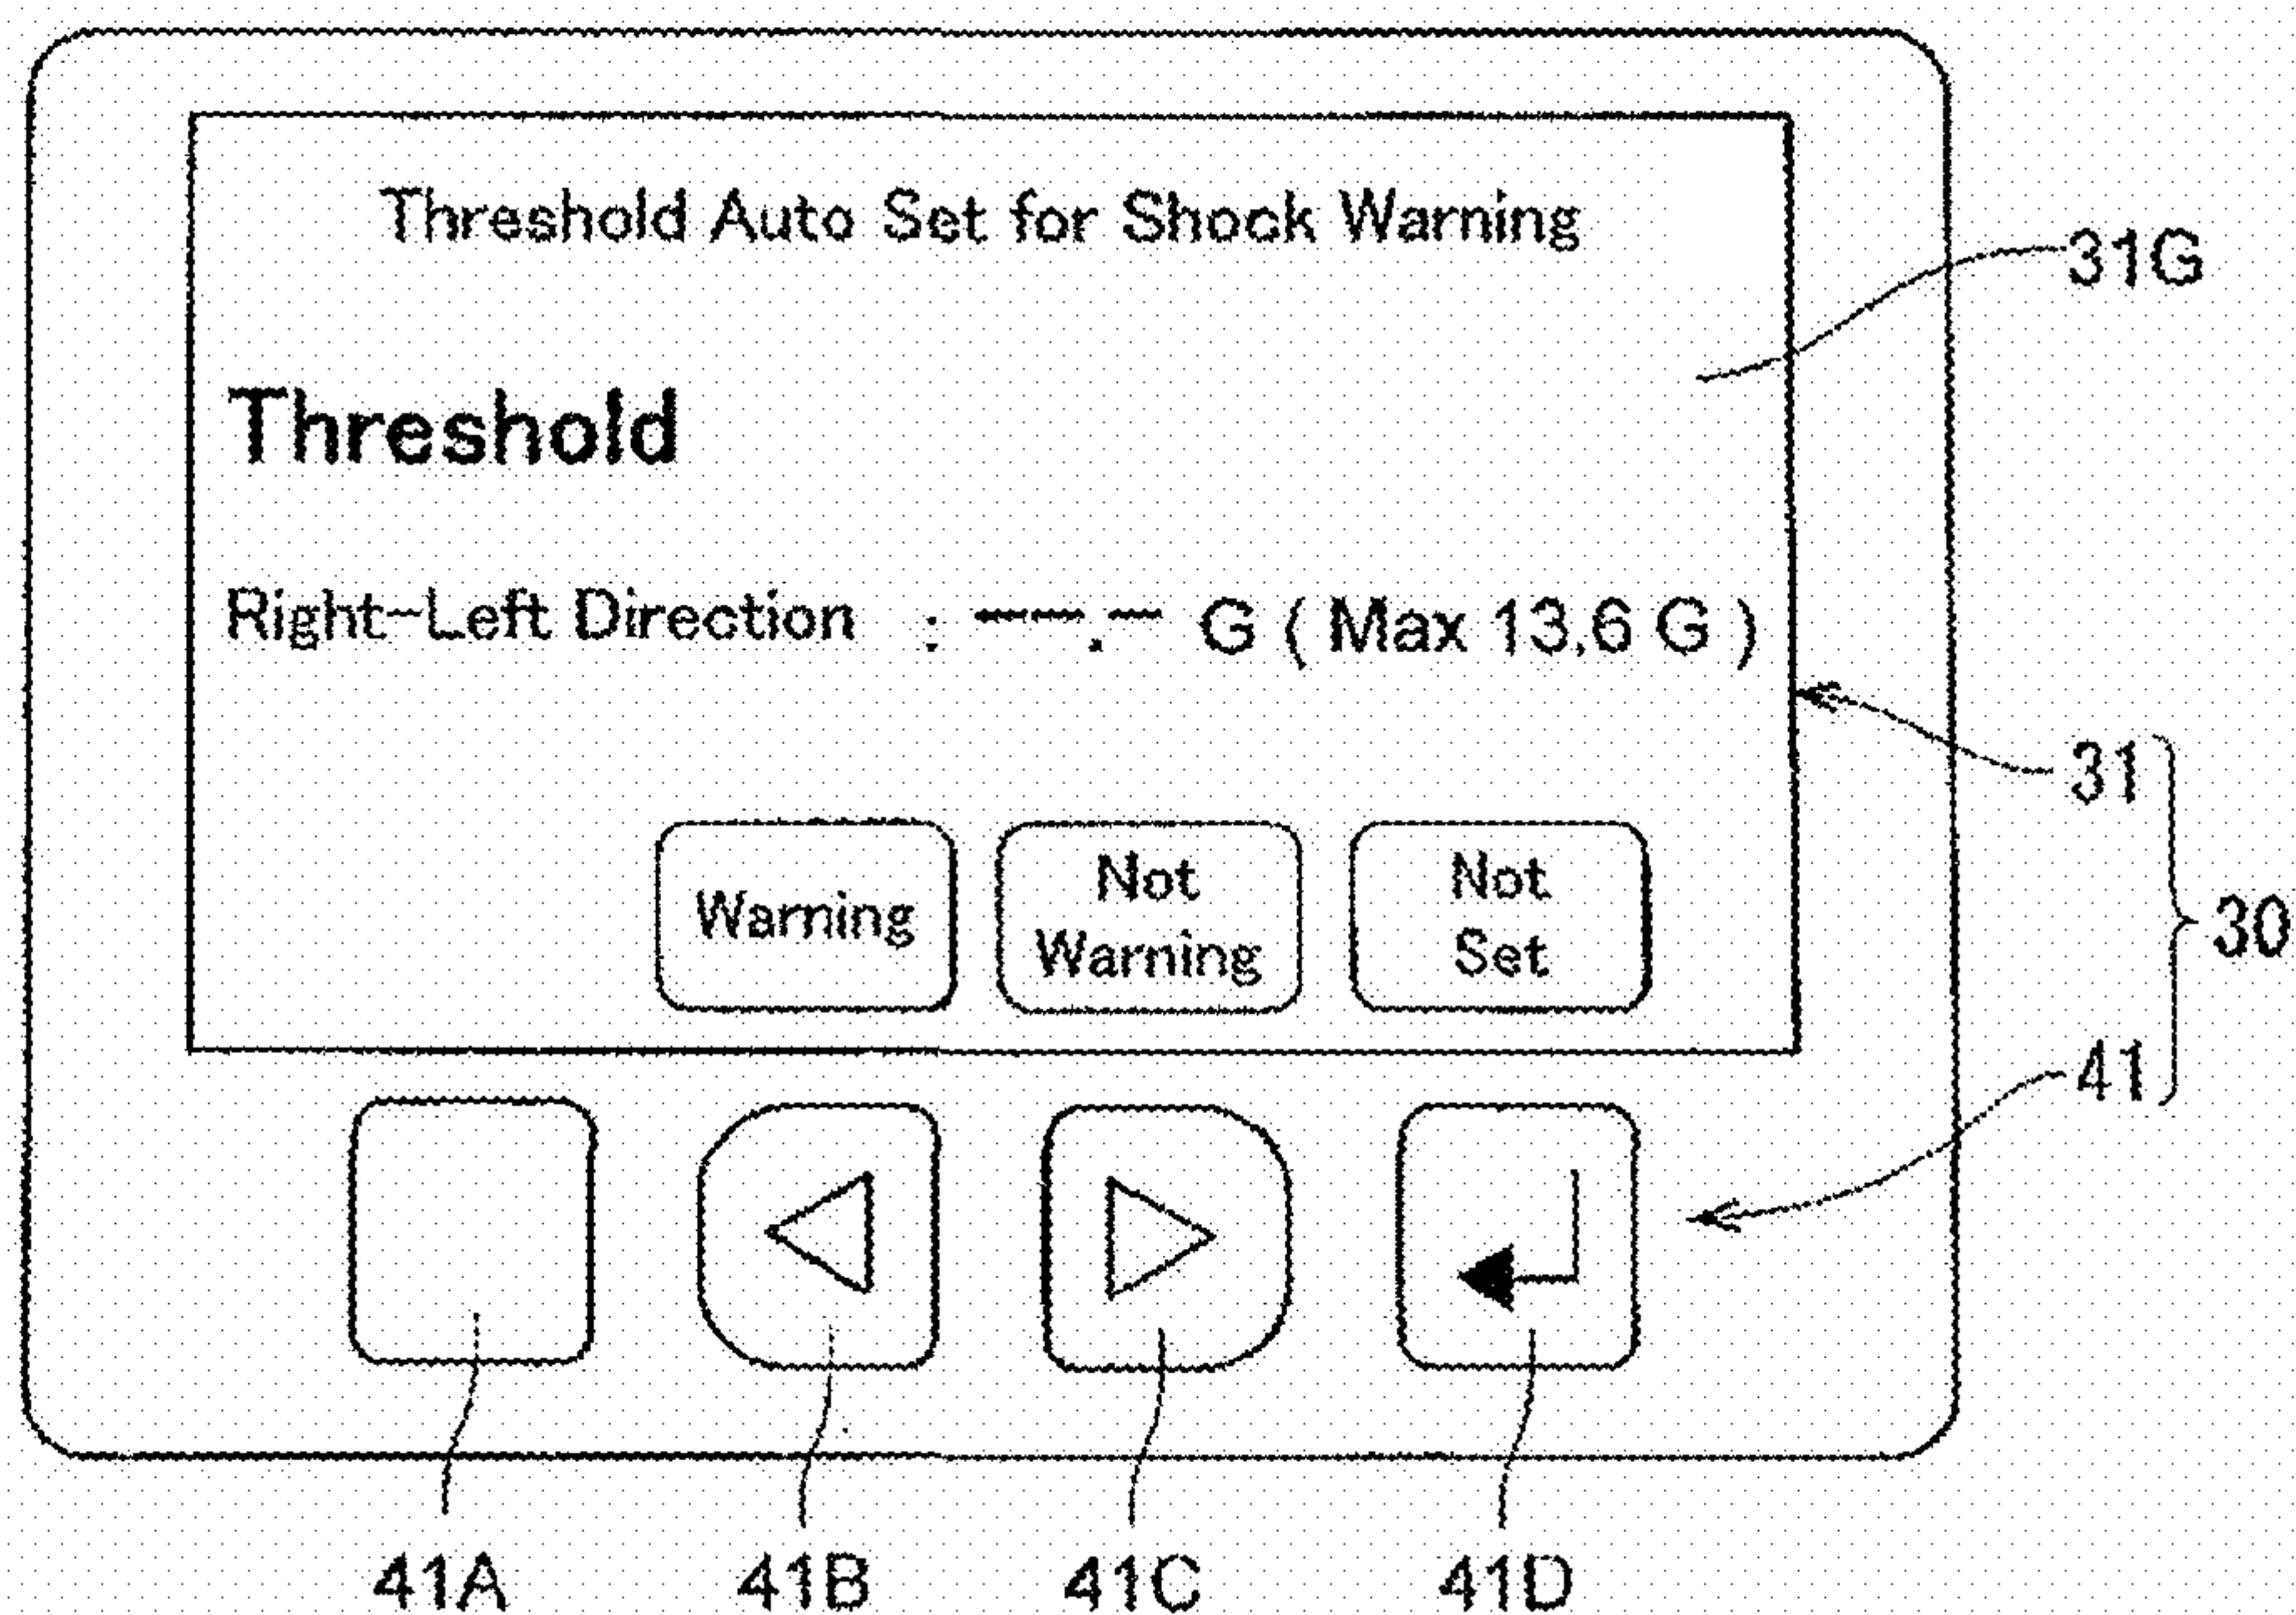 Threshold Auto Set for Shock Warning
31G
Threshold
Right-Left Direction : ---.- G ( Max 13.6 G )
31
Warning
Not
Warning
Not
Set
30
41
41A
41B
41C
41D